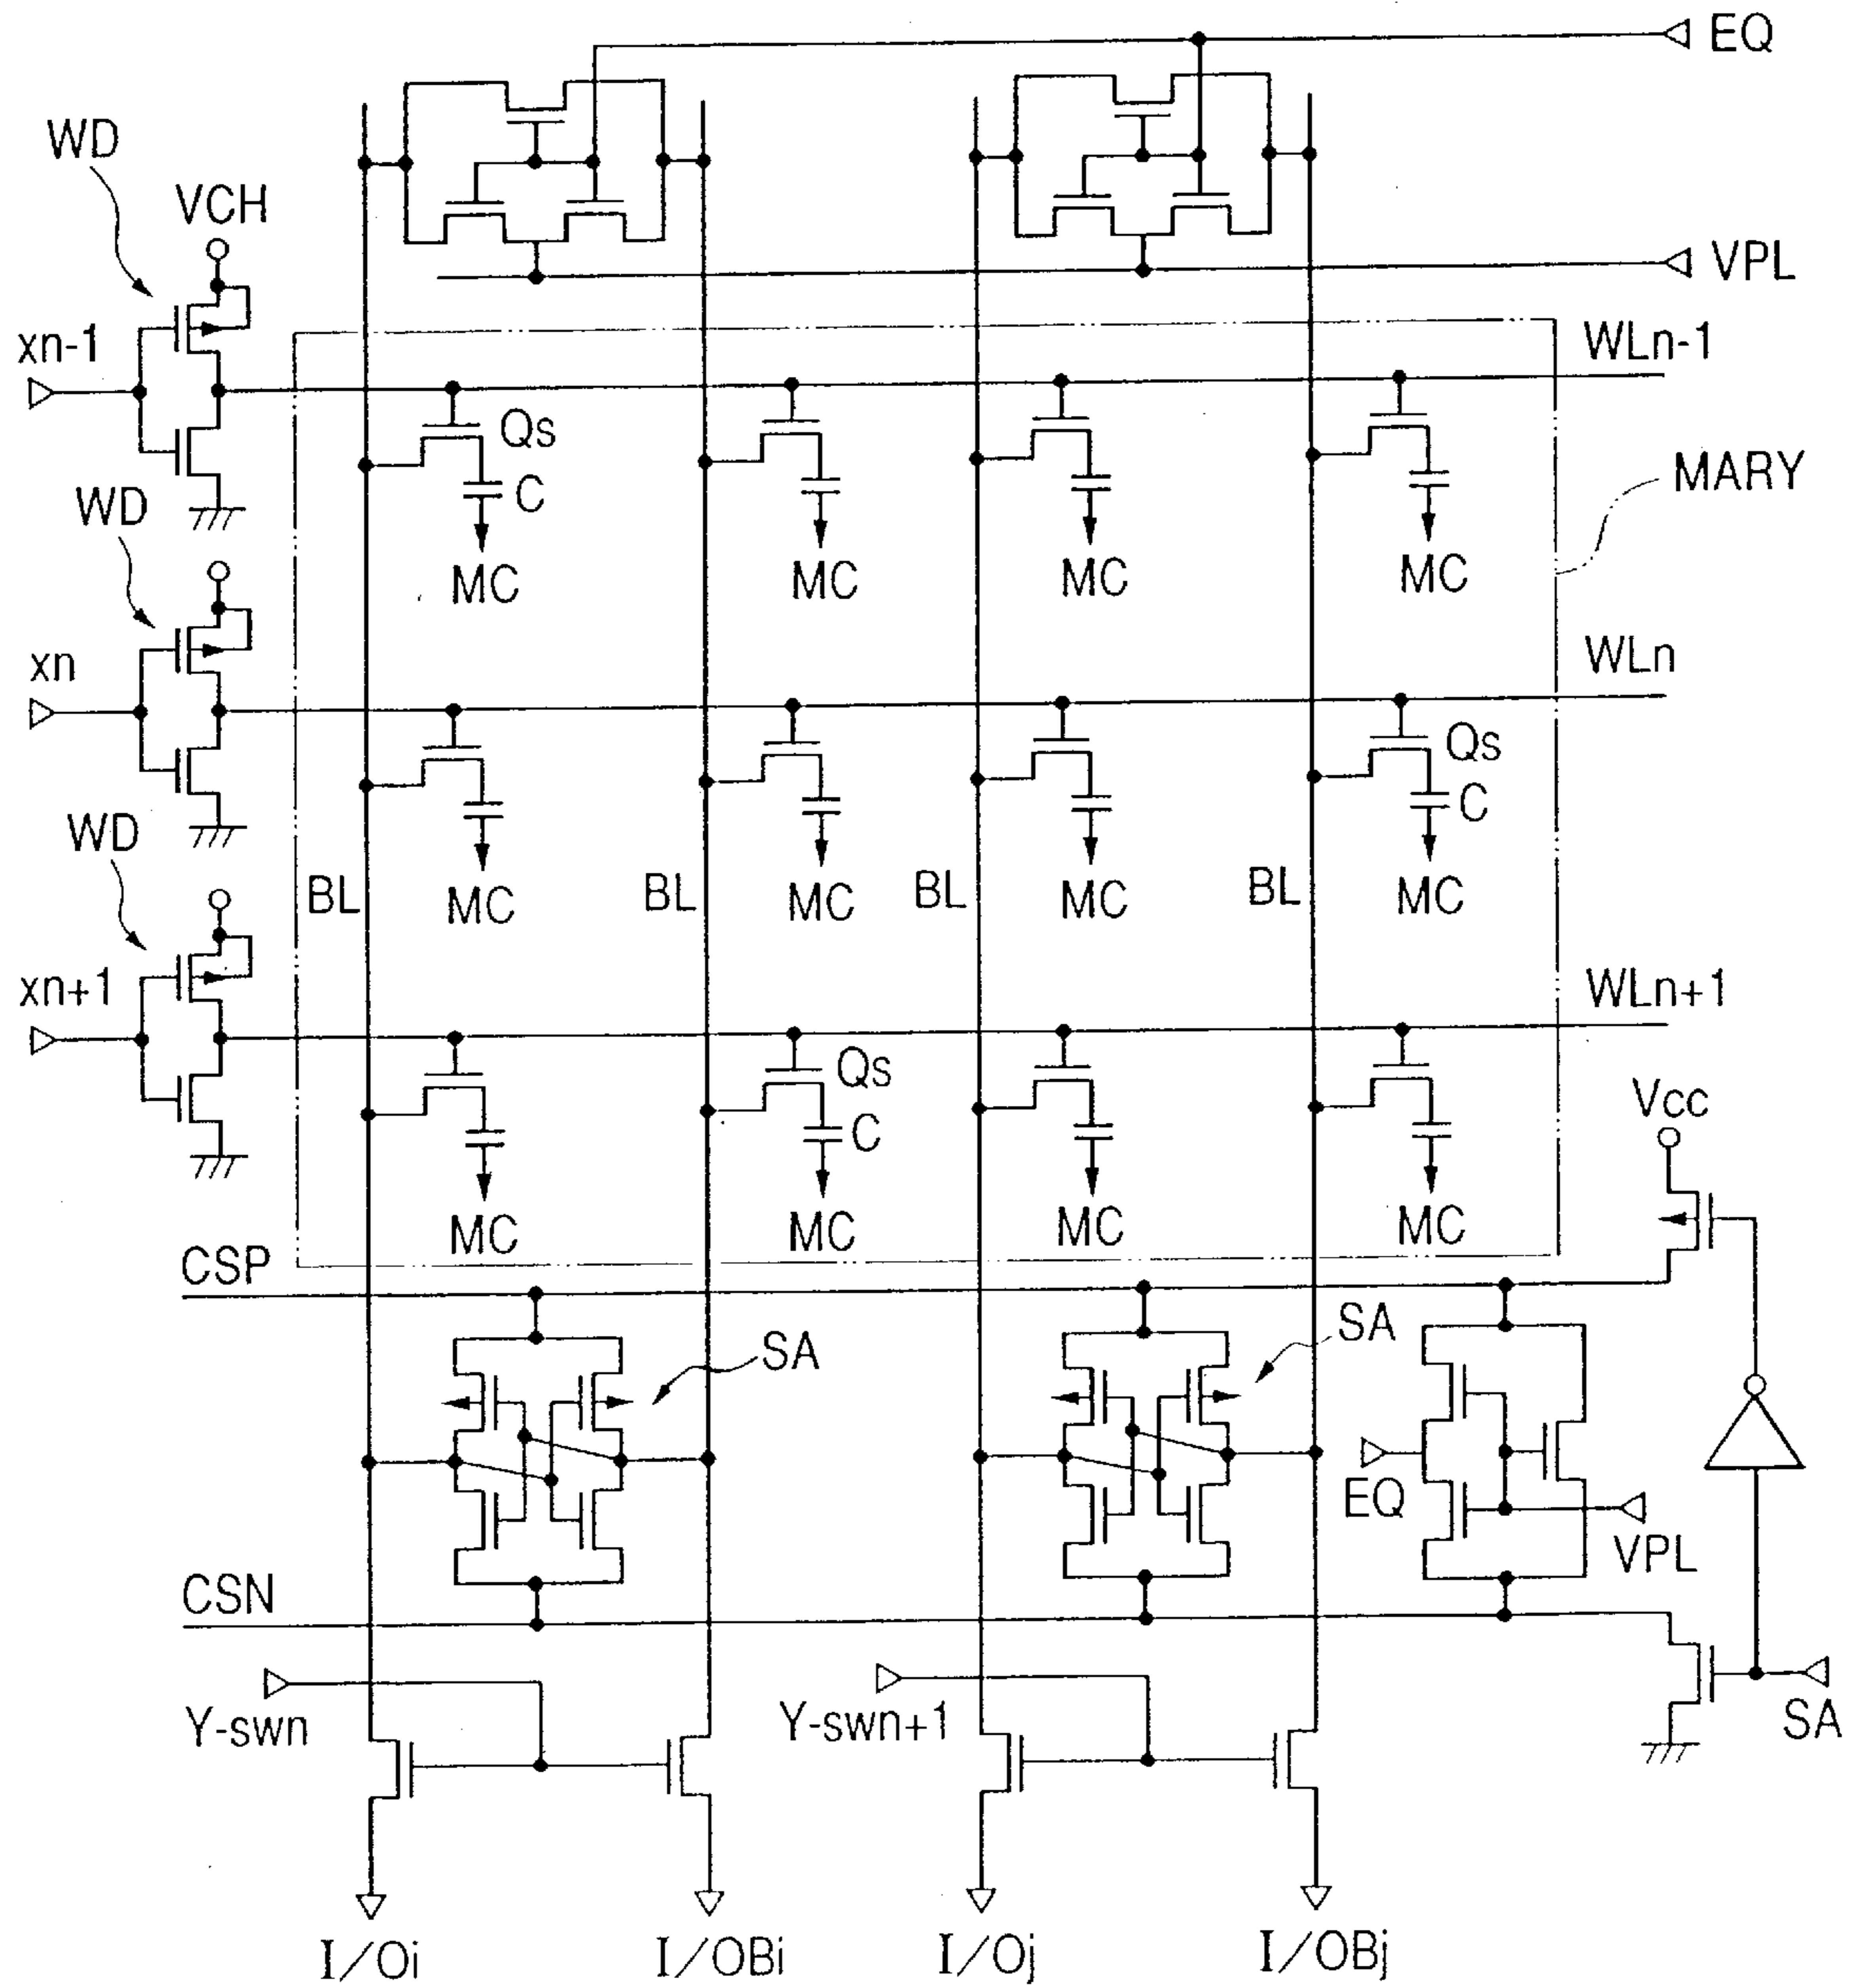 EQ
WD
VCH
VPL
xn-1
WLn-1
Qs
C
MARY
WD
MC
MC
MC
MC
xn
WLn
Qs
C
WD
BL
MC
BL
MC
BL
MC
BL
MC
xn+1
WLn+1
Qs
C
Vcc
MC
MC
MC
MC
CSP
SA
SA
EQ
VPL
CSN
Y-swn
Y-swn+1
SA
I/Oi
I/OBi
I/Oj
I/OBj